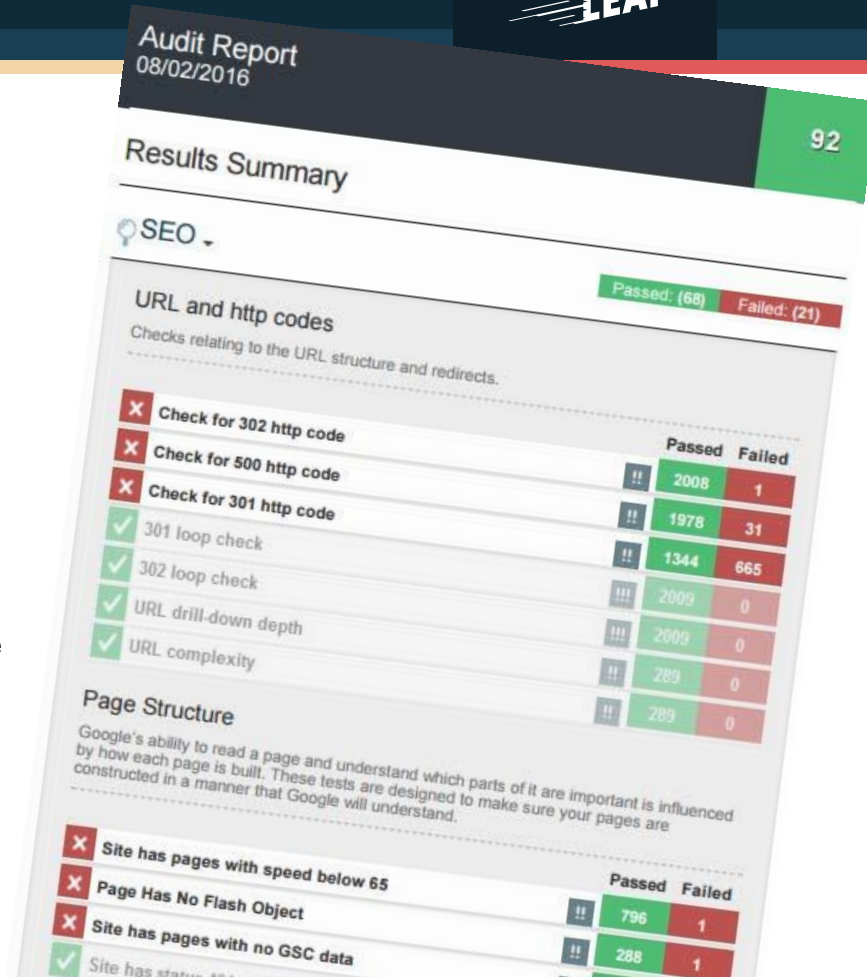 LEAP
Audit Report
08/02/2016
92
Results Summary
SEO
Passed: (68) Failed: (21)
URL and http codes
Checks relating to the URL structure and redirects.
Passed Failed
Check for 302 http code !! 2008 1
Check for 500 http code !! 1978 31
Check for 301 http code !! 1344 665
301 loop check !!! 2009 0
302 loop check !!! 2009 0
URL drill-down depth !! 289 0
URL complexity !! 289 0
Page Structure
Google's ability to read a page and understand which parts of it are important is influenced
by how each page is built. These tests are designed to make sure your pages are
constructed in a manner that Google will understand.
Passed Failed
Site has pages with speed below 65 !! 796 1
Page Has No Flash Object !! 288 1
Site has pages with no GSC data
Site has